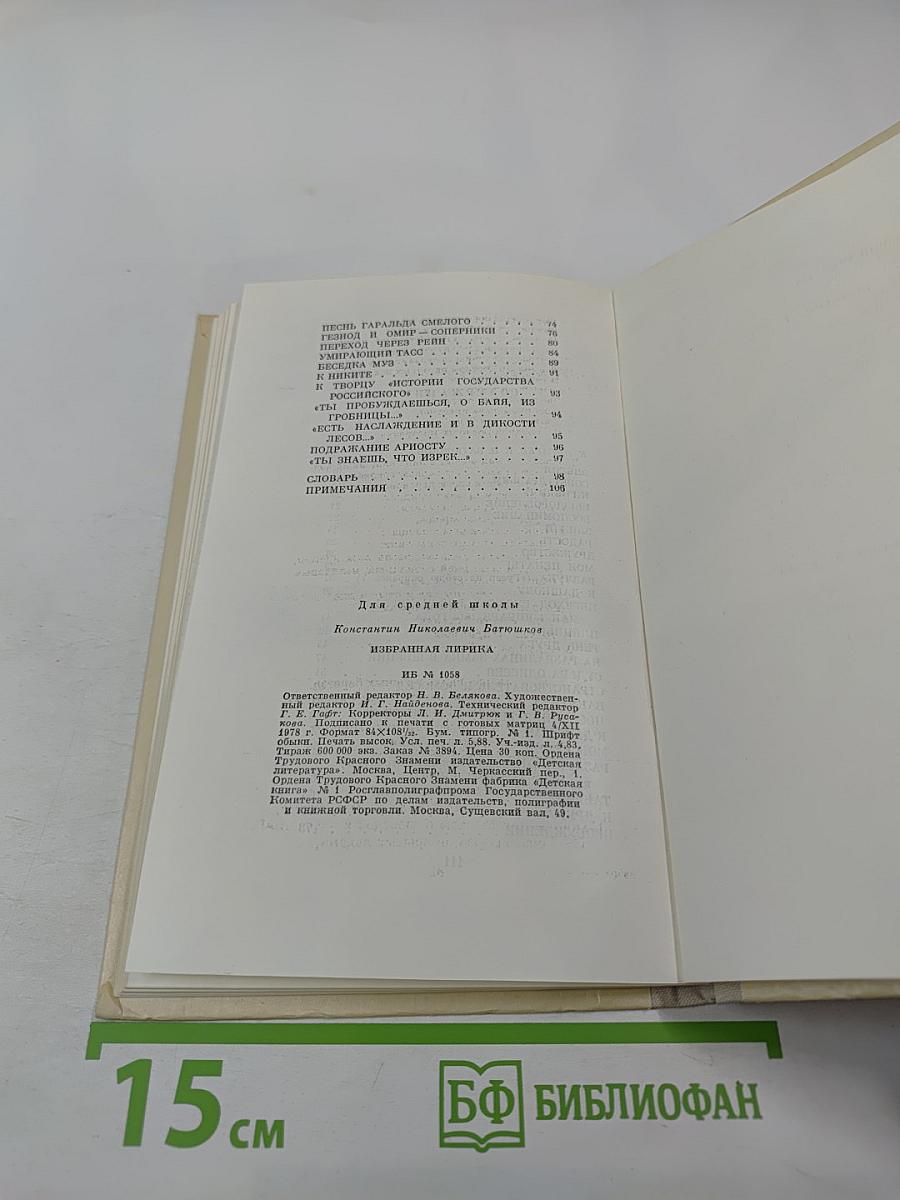 ПЕСНЬ ГАРАЛЬДА СМЕЛОГО . . . . . 74
ГЕЗИОД И ОМИР — СОПЕРНИКИ . . . 76
ПЕРЕХОД ЧЕРЕЗ РЕЙН . . . . . . . 80
УМИРАЮЩИЙ ТАСС . . . . . . . . 84
БЕСЕДКА МУЗ . . . . . . . . . . 89
К НИКИТЕ . . . . . . . . . . . . 91
К ТВОРЦУ «ИСТОРИИ ГОСУДАРСТВА
РОССИЙСКОГО» . . . . . . . . . 93
«ТЫ ПРОБУЖДАЕШЬСЯ, О БАЙЯ, ИЗ
ГРОБНИЦЫ...» . . . . . . . . . . 94
«ЕСТЬ НАСЛАЖДЕНИЕ И В ДИКОСТИ
ЛЕСОВ...» . . . . . . . . . . . . 95
ПОДРАЖАНИЕ АРИОСТУ . . . . . . . 96
«ТЫ ЗНАЕШЬ, ЧТО ИЗРЕК...» . . . . . 97
СЛОВАРЬ . . . . . . . . . . . . . 98
ПРИМЕЧАНИЯ . . . . . . . . . . . 106
Для средней школы
Константин Николаевич Батюшков
ИЗБРАННАЯ ЛИРИКА
ИБ № 1058
Ответственный редактор Н. В. Белякова. Художествен-
ный редактор И. Г. Найденова. Технический редактор
Г. Е. Гафт. Корректоры Л. И. Дмитрюк и Г. В. Руса-
кова. Подписано к печати с готовых матриц 4/XII
1978 г. Формат 84×108¹/₃₂. Бум. типогр. № 1. Шрифт
обыкн. Печать высок. Усл. печ. л. 5,88. Уч.-изд. л. 4,83.
Тираж 600 000 экз. Заказ № 3894. Цена 30 коп. Ордена
Трудового Красного Знамени издательство «Детская
литература». Москва, Центр, М. Черкасский пер., 1.
Ордена Трудового Красного Знамени фабрика «Детская
книга» № 1 Росглавполиграфпрома Государственного
Комитета РСФСР по делам издательств, полиграфии
и книжной торговли. Москва, Сущевский вал, 49.
15 см
БФ БИБЛИОФАН